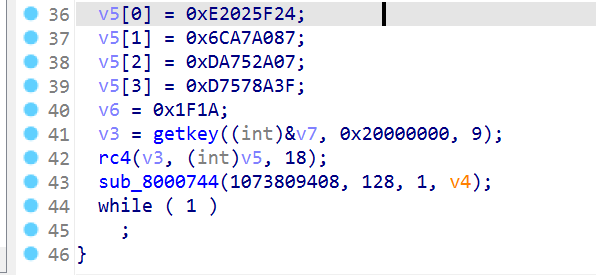 36 v5[0] = 0xE2025F24;
37 v5[1] = 0x6CA7A087;
38 v5[2] = 0xDA752A07;
39 v5[3] = 0xD7578A3F;
40 v6 = 0x1F1A;
41 v3 = getkey((int)&v7, 0x20000000, 9);
42 rc4(v3, (int)v5, 18);
43 sub_8000744(1073809408, 128, 1, v4);
44 while ( 1 )
45 ;
46 }